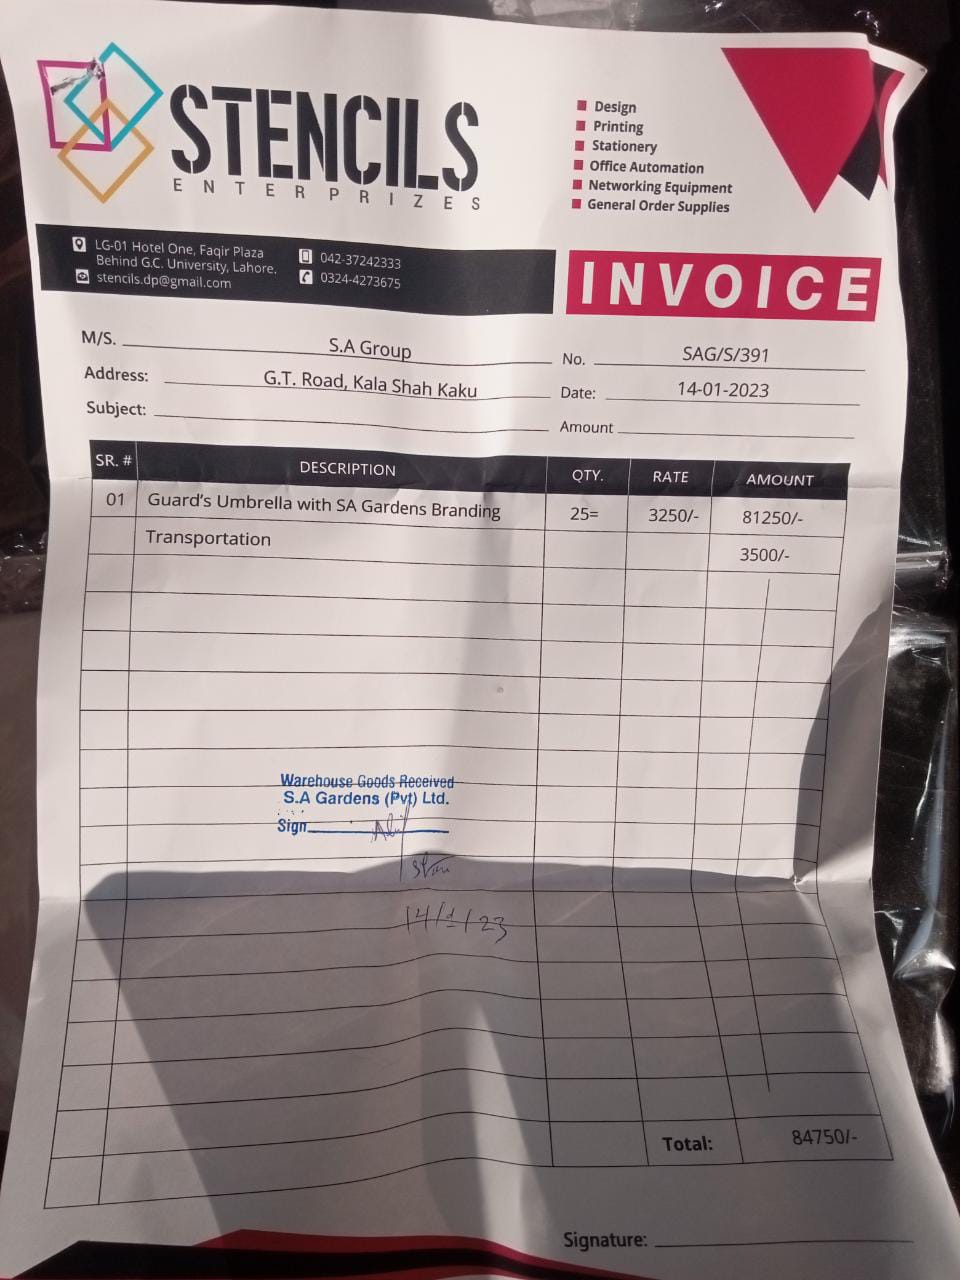 STENCILS
ENTERPRIZES
Design
Printing
Stationery
Office Automation
Networking Equipment
General Order Supplies
LG-01 Hotel One, Faqir Plaza
Behind G.C. University, Lahore.
stencils.dp@gmail.com
042-37242333
0324-4273675
INVOICE
M/S. S.A Group
No. SAG/S/391
Address: G.T. Road, Kala Shah Kaku
Date: 14-01-2023
Subject:
Amount
SR. # DESCRIPTION QTY. RATE AMOUNT
01 Guard's Umbrella with SA Gardens Branding 25= 3250/- 81250/-
Transportation 3500/-
Warehouse Goods Received
S.A Gardens (Pvt) Ltd.
Sign
14/1/23
Total: 84750/-
Signature: